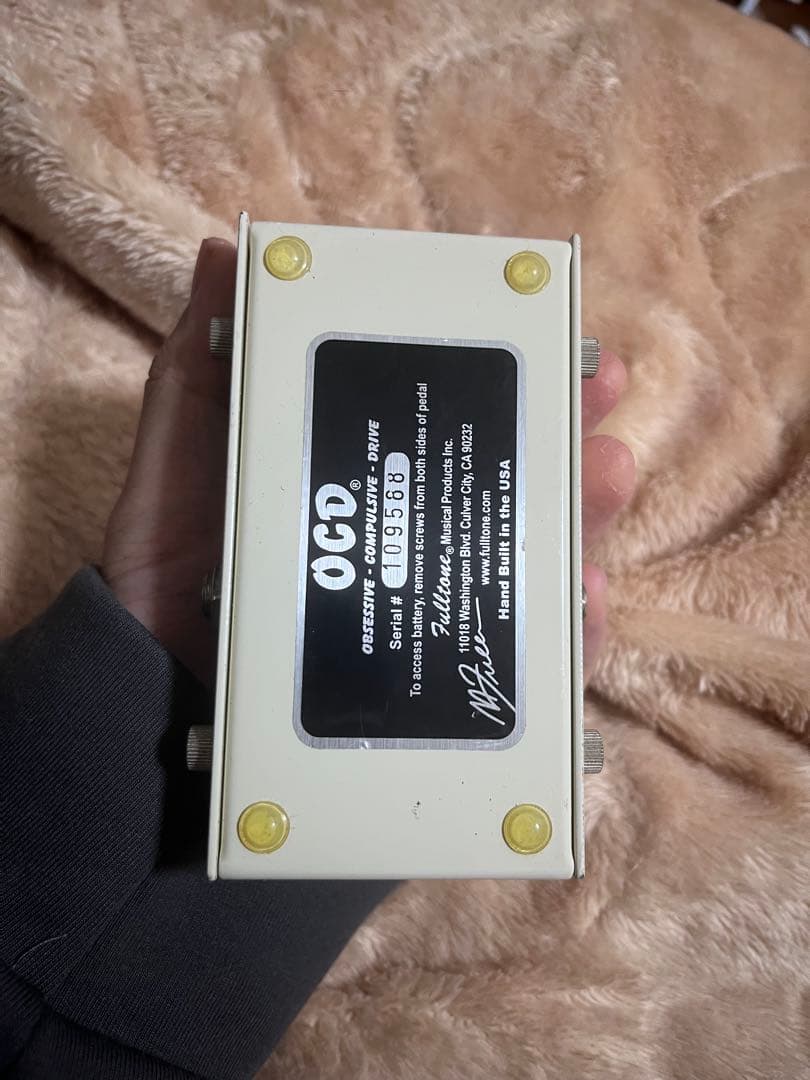 OCD®
OBSESSIVE - COMPULSIVE - DRIVE
Serial # 109568
To access battery, remove screws from both sides of pedal
Fulltone® Musical Products Inc.
11018 Washington Blvd. Culver City, CA 90232
www.fulltone.com
Hand Built in the USA